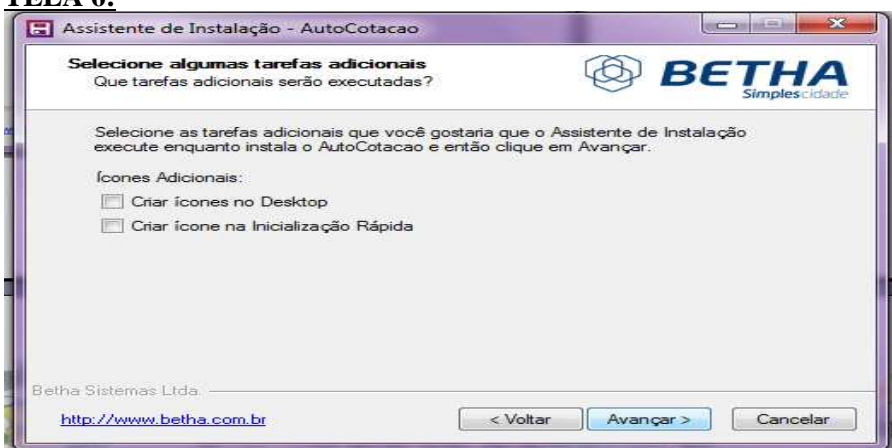 TELA 6:
Assistente de Instalação - AutoCotacao
Selecione algumas tarefas adicionais
Que tarefas adicionais serão executadas?
BETHA
Simplescidade
Selecione as tarefas adicionais que você gostaria que o Assistente de Instalação
execute enquanto instala o AutoCotacao e então clique em Avançar.
Ícones Adicionais:
Criar ícones no Desktop
Criar ícone na Inicialização Rápida
Betha Sistemas Ltda.
http://www.betha.com.br
< Voltar
Avançar >
Cancelar